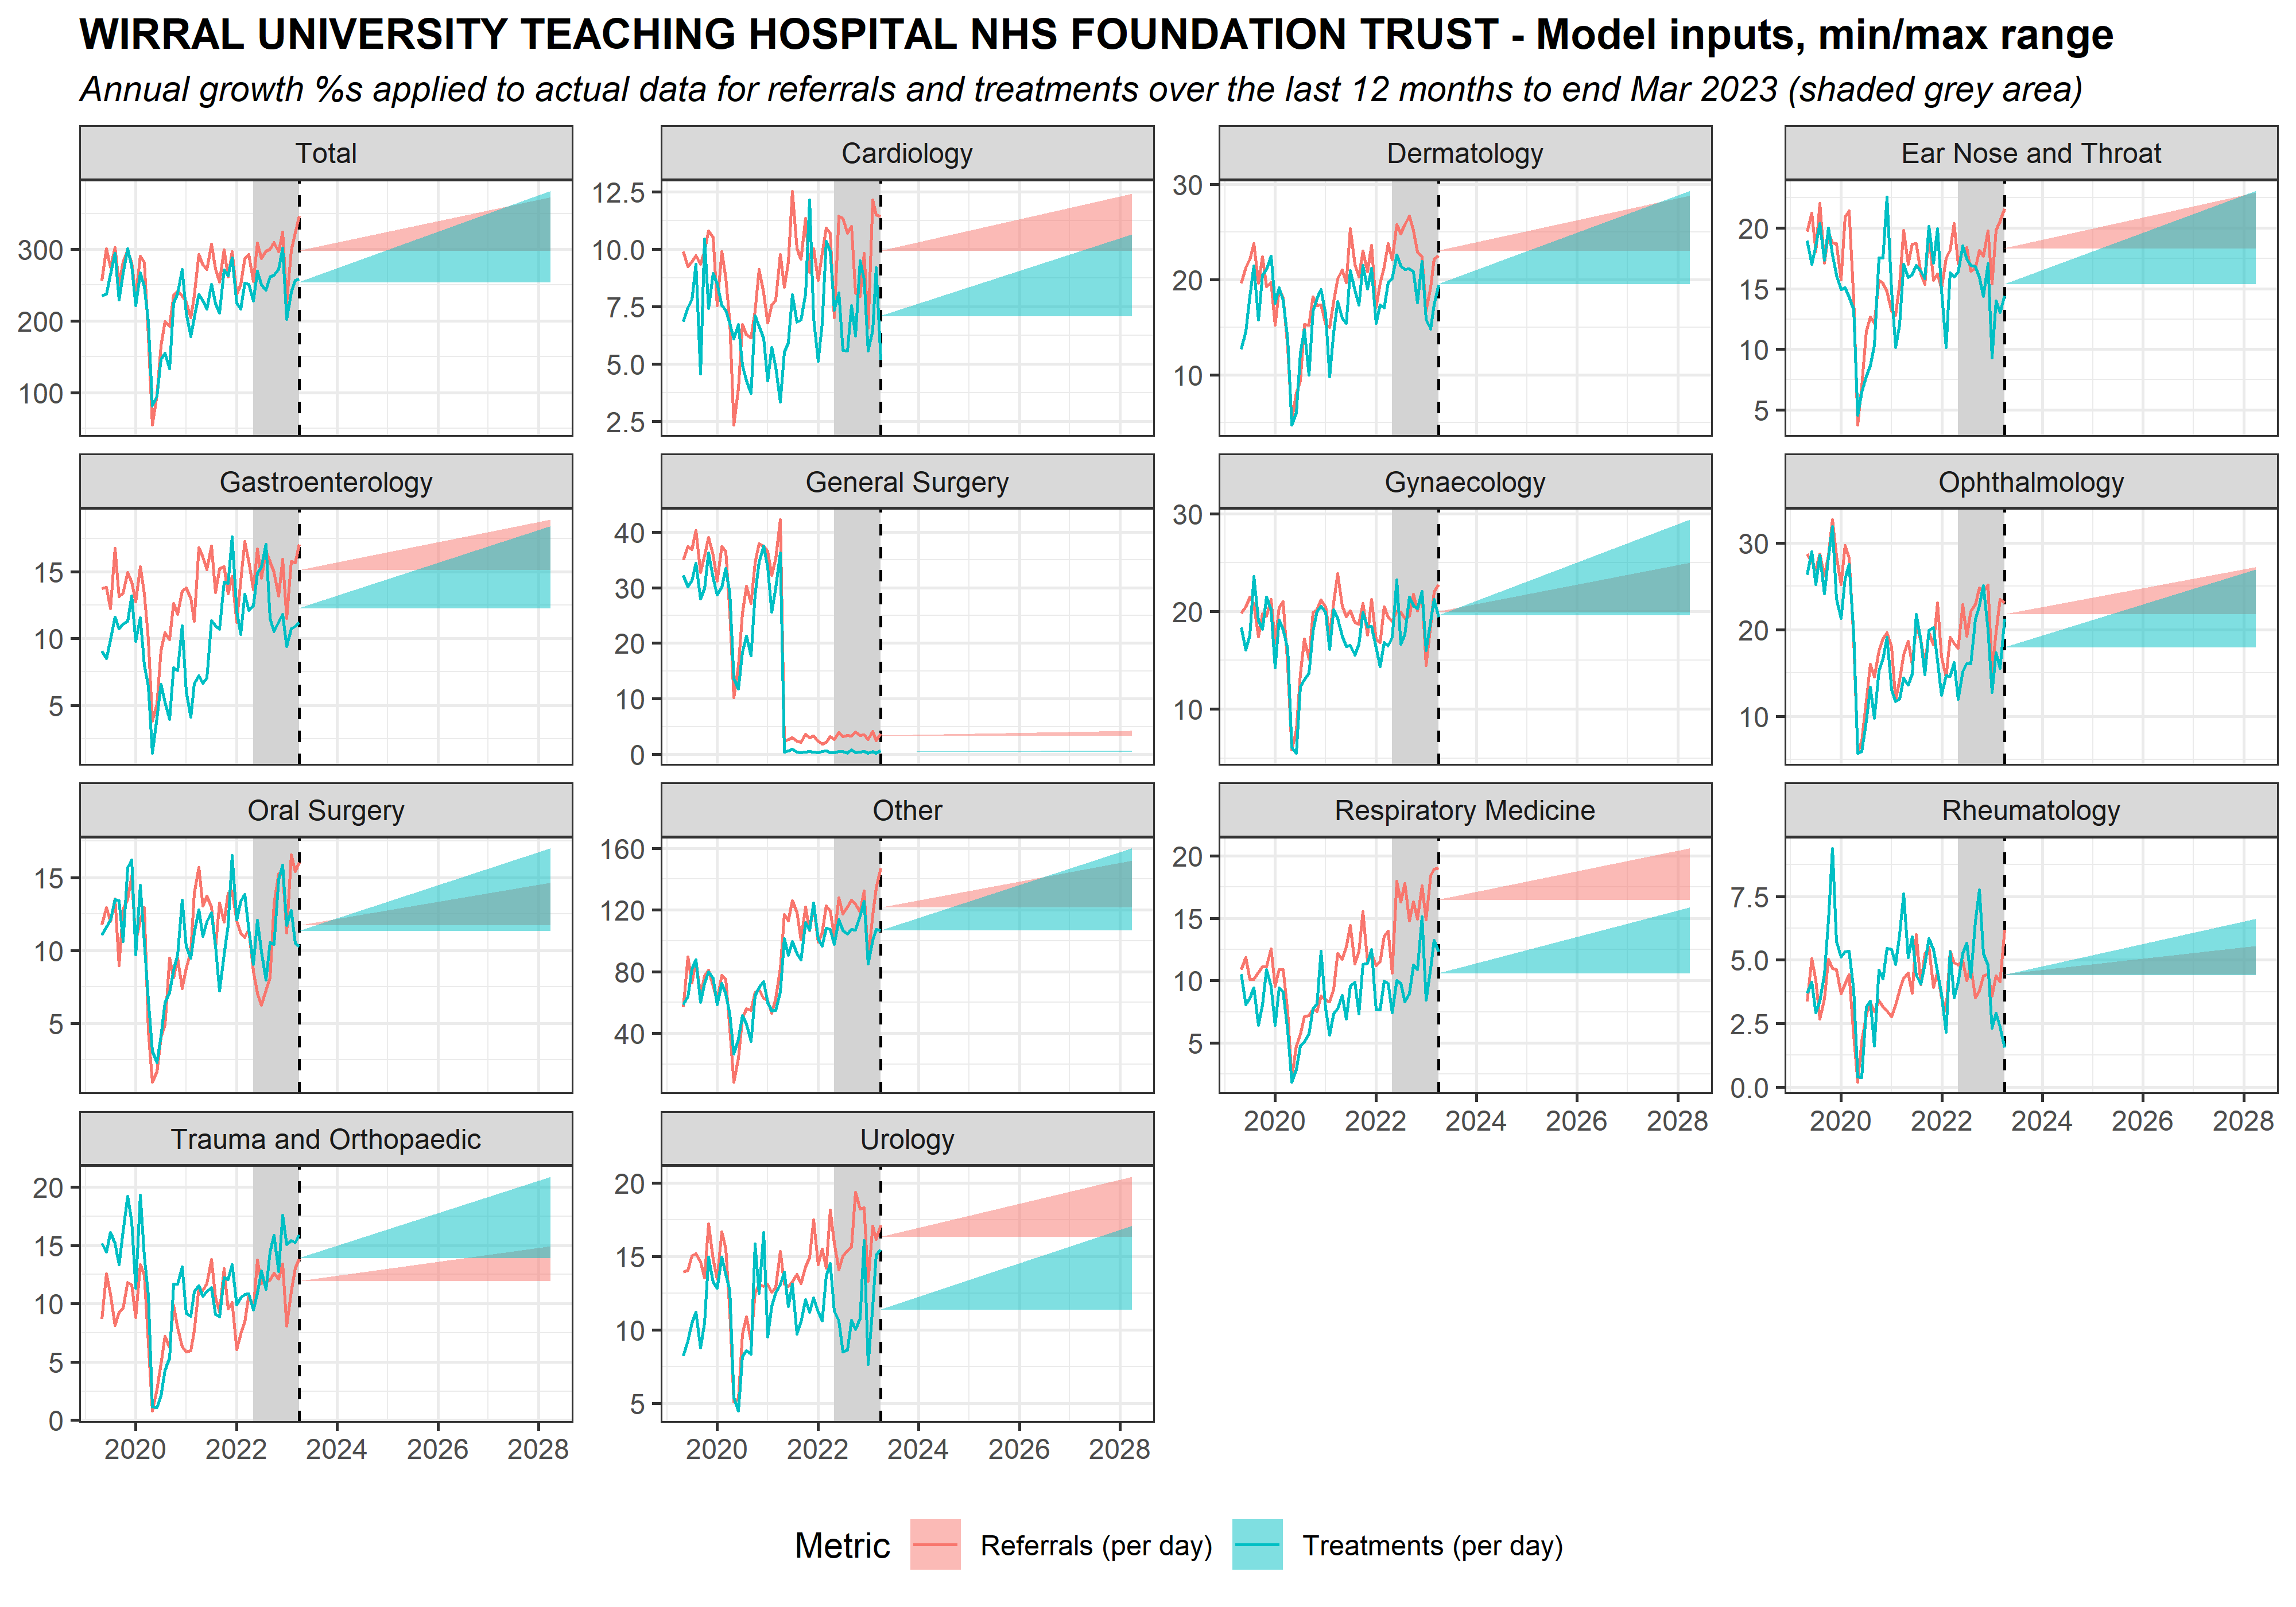 WIRRAL UNIVERSITY TEACHING HOSPITAL NHS FOUNDATION TRUST - Model inputs, min/max range
Annual growth %s applied to actual data for referrals and treatments over the last 12 months to end Mar 2023 (shaded grey area)
Total
300
200
100
Cardiology
12.5
10.0
7.5
5.0
2.5
Dermatology
30
20
10
Ear Nose and Throat
20
15
10
5
Gastroenterology
15
10
5
General Surgery
40
30
20
10
0
Gynaecology
30
20
10
Ophthalmology
30
20
10
Oral Surgery
15
10
5
Other
160
120
80
40
Respiratory Medicine
20
15
10
5
2020 2022 2024 2026 2028
Rheumatology
7.5
5.0
2.5
0.0
2020 2022 2024 2026 2028
Trauma and Orthopaedic
20
15
10
5
0
2020 2022 2024 2026 2028
Urology
20
15
10
5
2020 2022 2024 2026 2028
Metric Referrals (per day) Treatments (per day)